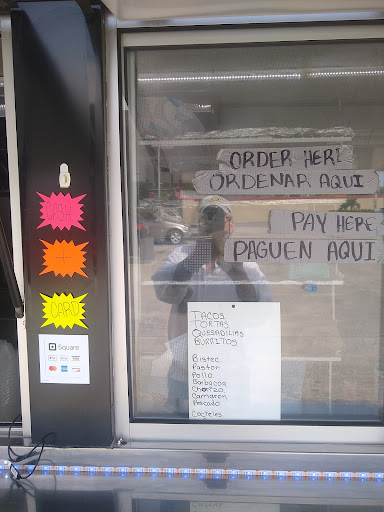 ORDER HERE
ORDENAR AQUI
CASH
PAY HERE
+
PAGUEN AQUI
CARD
TACOS
TORTAS
QUESADILLAS
BURRITOS
Square
Bistec
Pastor
Pollo
Barbacoa
Chorizo
Camaron
Pescado
Cocteles